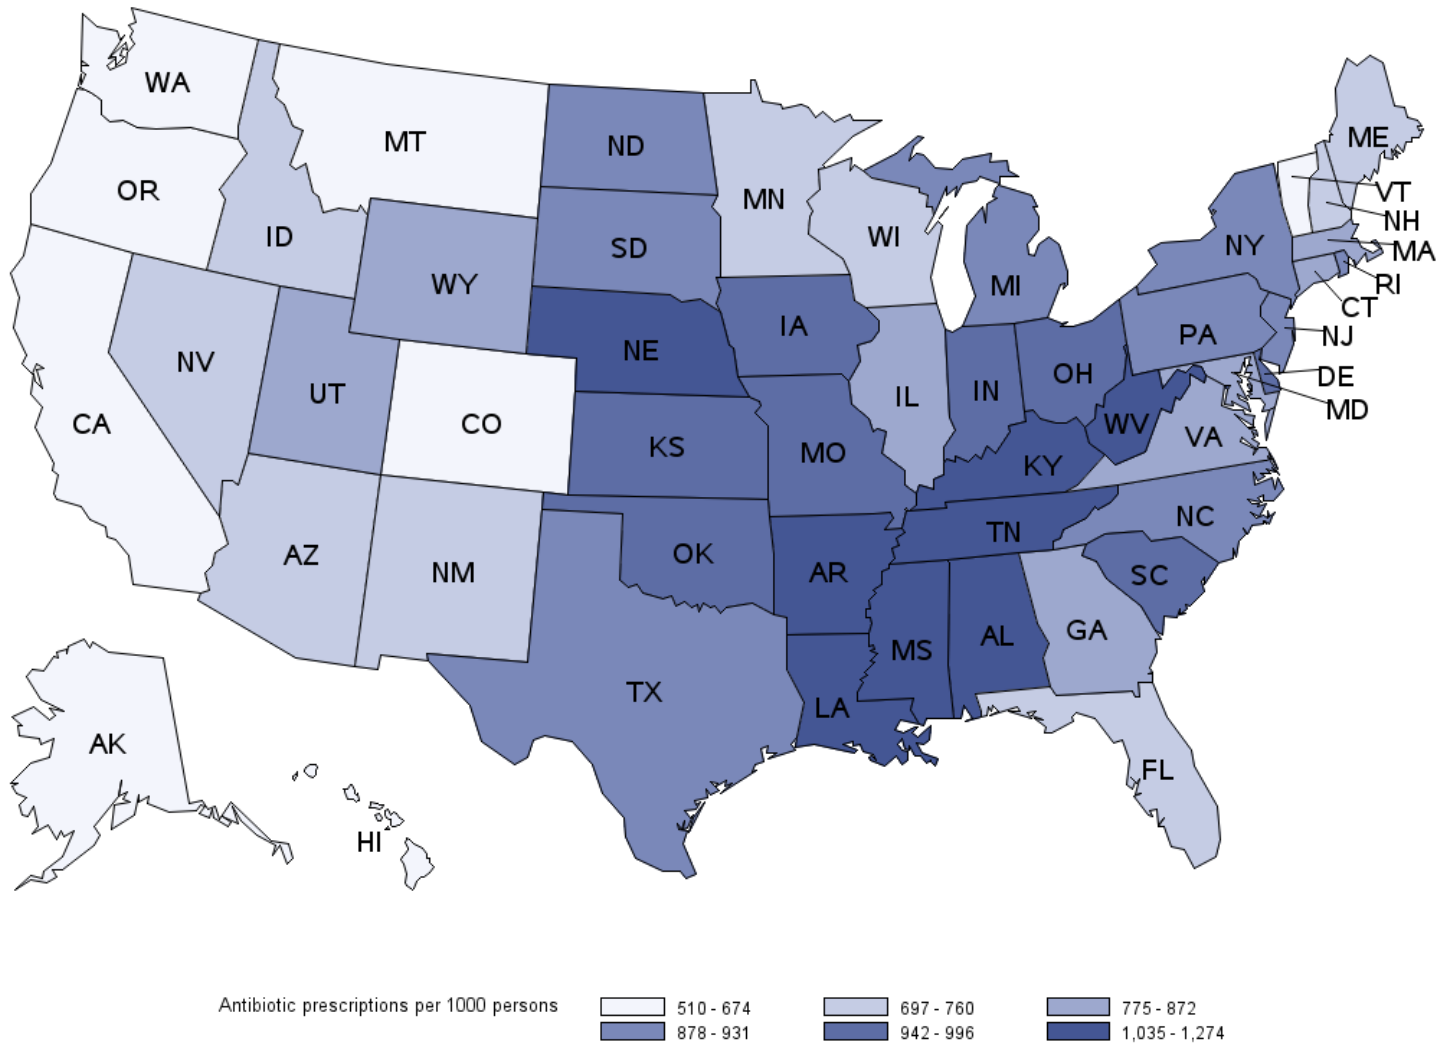 WA
MT
ND
ME
OR
MN
VT
NH
ID
WI
NY
SD
MA
WY
MI
RI
CT
IA
PA
NJ
NV
NE
UT
IL
IN
OH
DE
MD
CA
CO
KS
MO
WV
VA
KY
NC
TN
AZ
NM
OK
AR
SC
MS
AL
GA
TX
LA
AK
FL
HI
Antibiotic prescriptions per 1000 persons
510 - 674
697 - 760
775 - 872
878 - 931
942 - 996
1,035 - 1,274